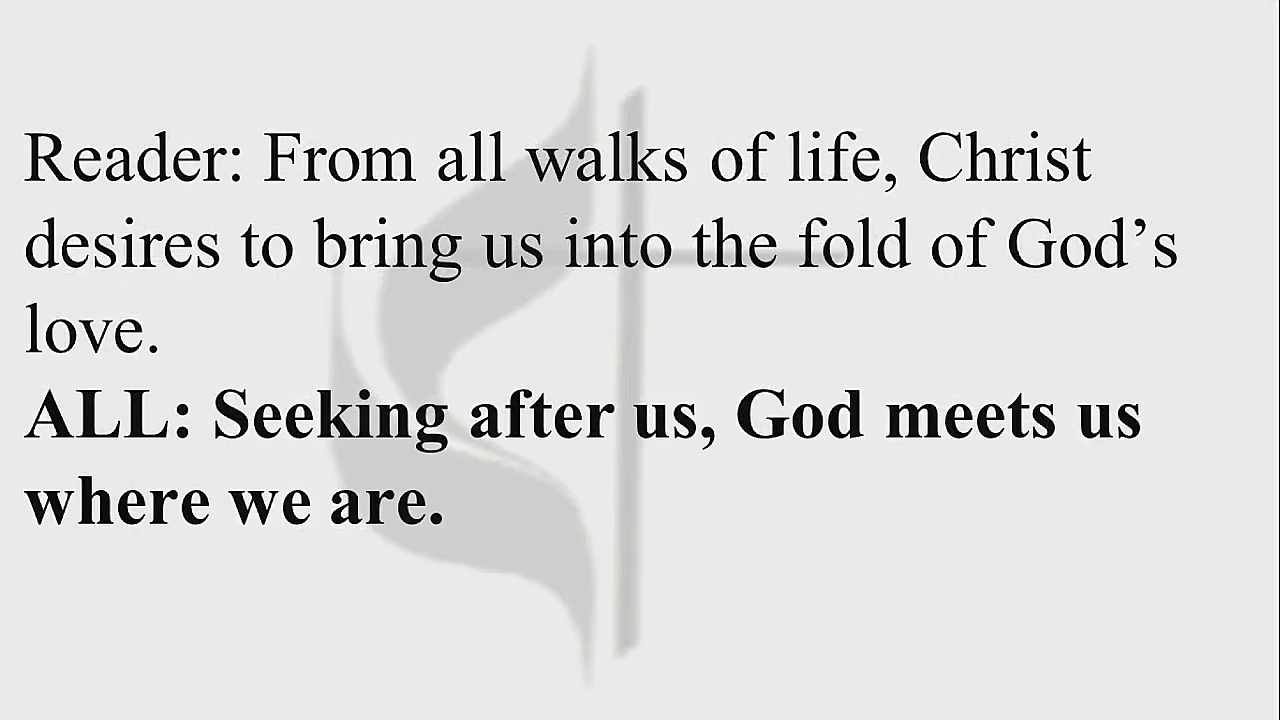 Reader: From all walks of life, Christ
desires to bring us into the fold of God’s
love.
ALL: Seeking after us, God meets us
where we are.